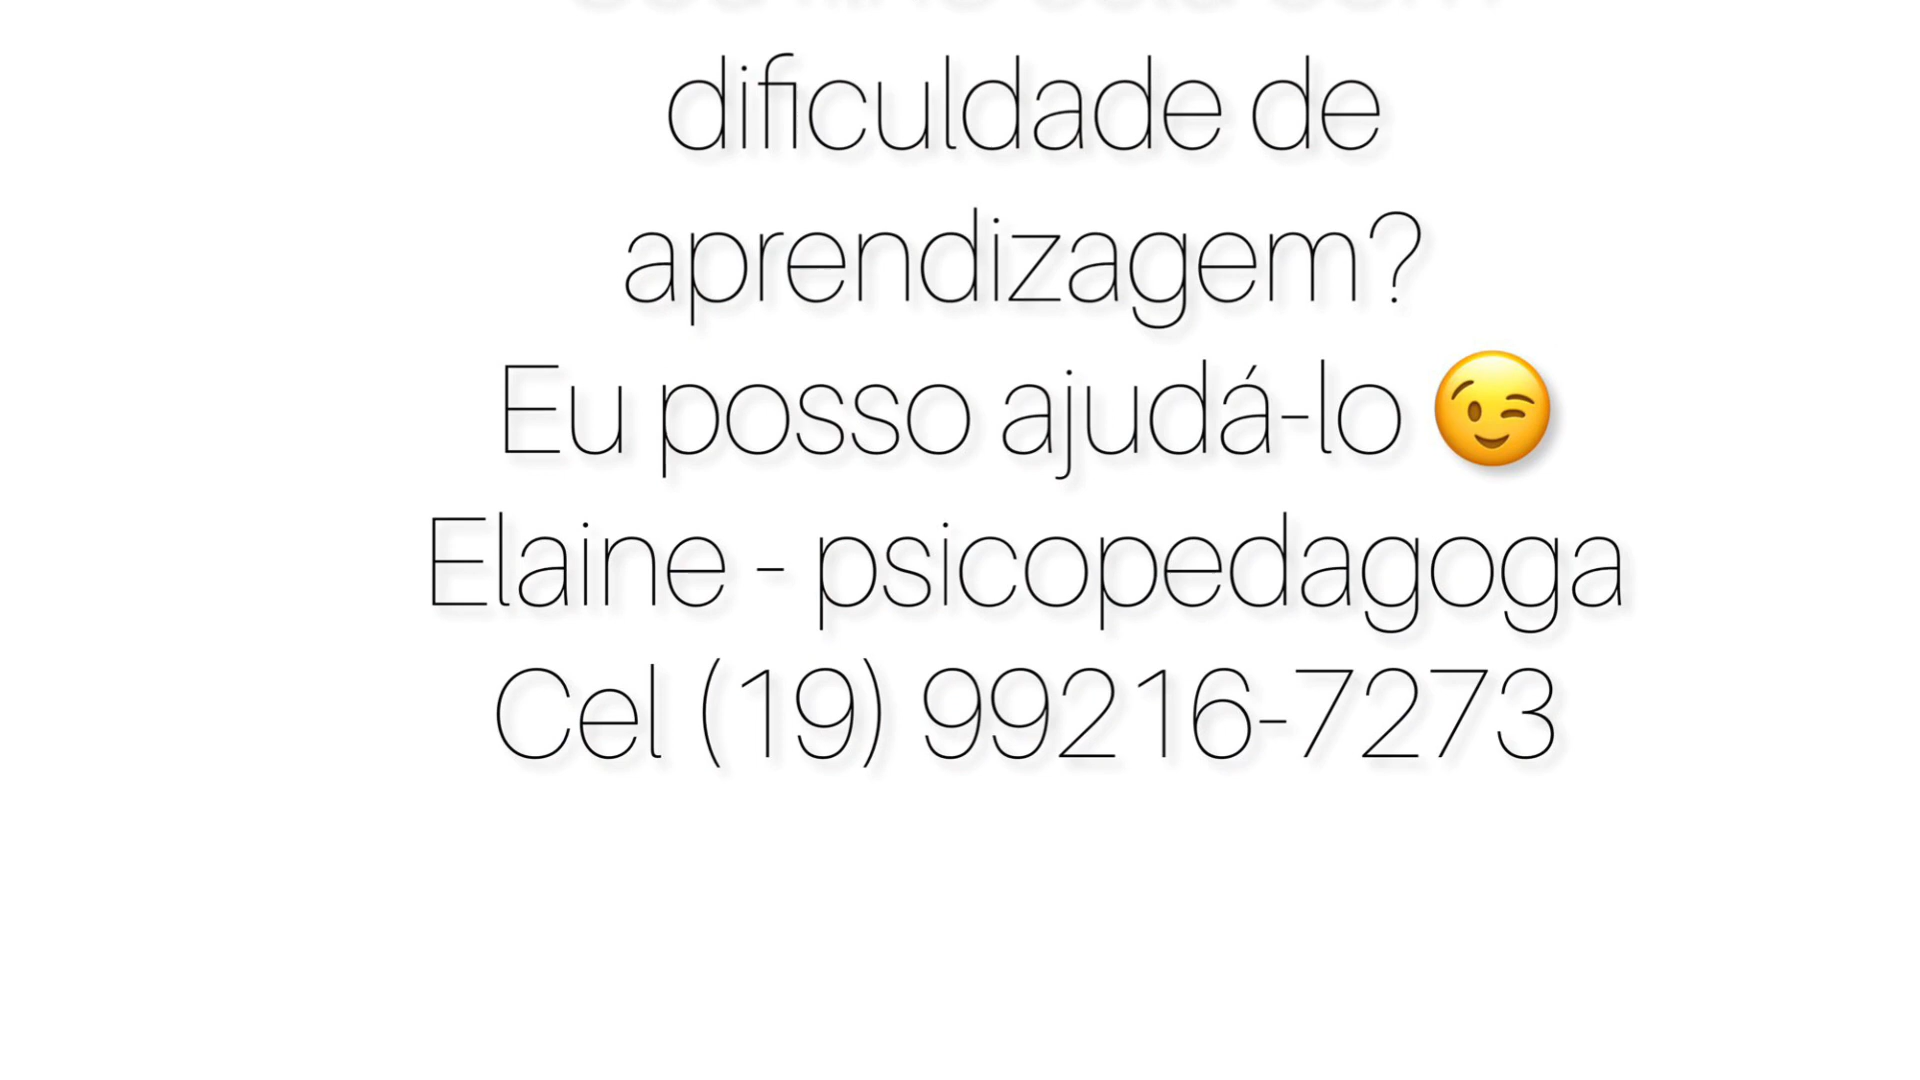 dificuldade de
aprendizagem?
Eu posso ajudá-lo 😉
Elaine - psicopedagoga
Cel (19) 99216-7273